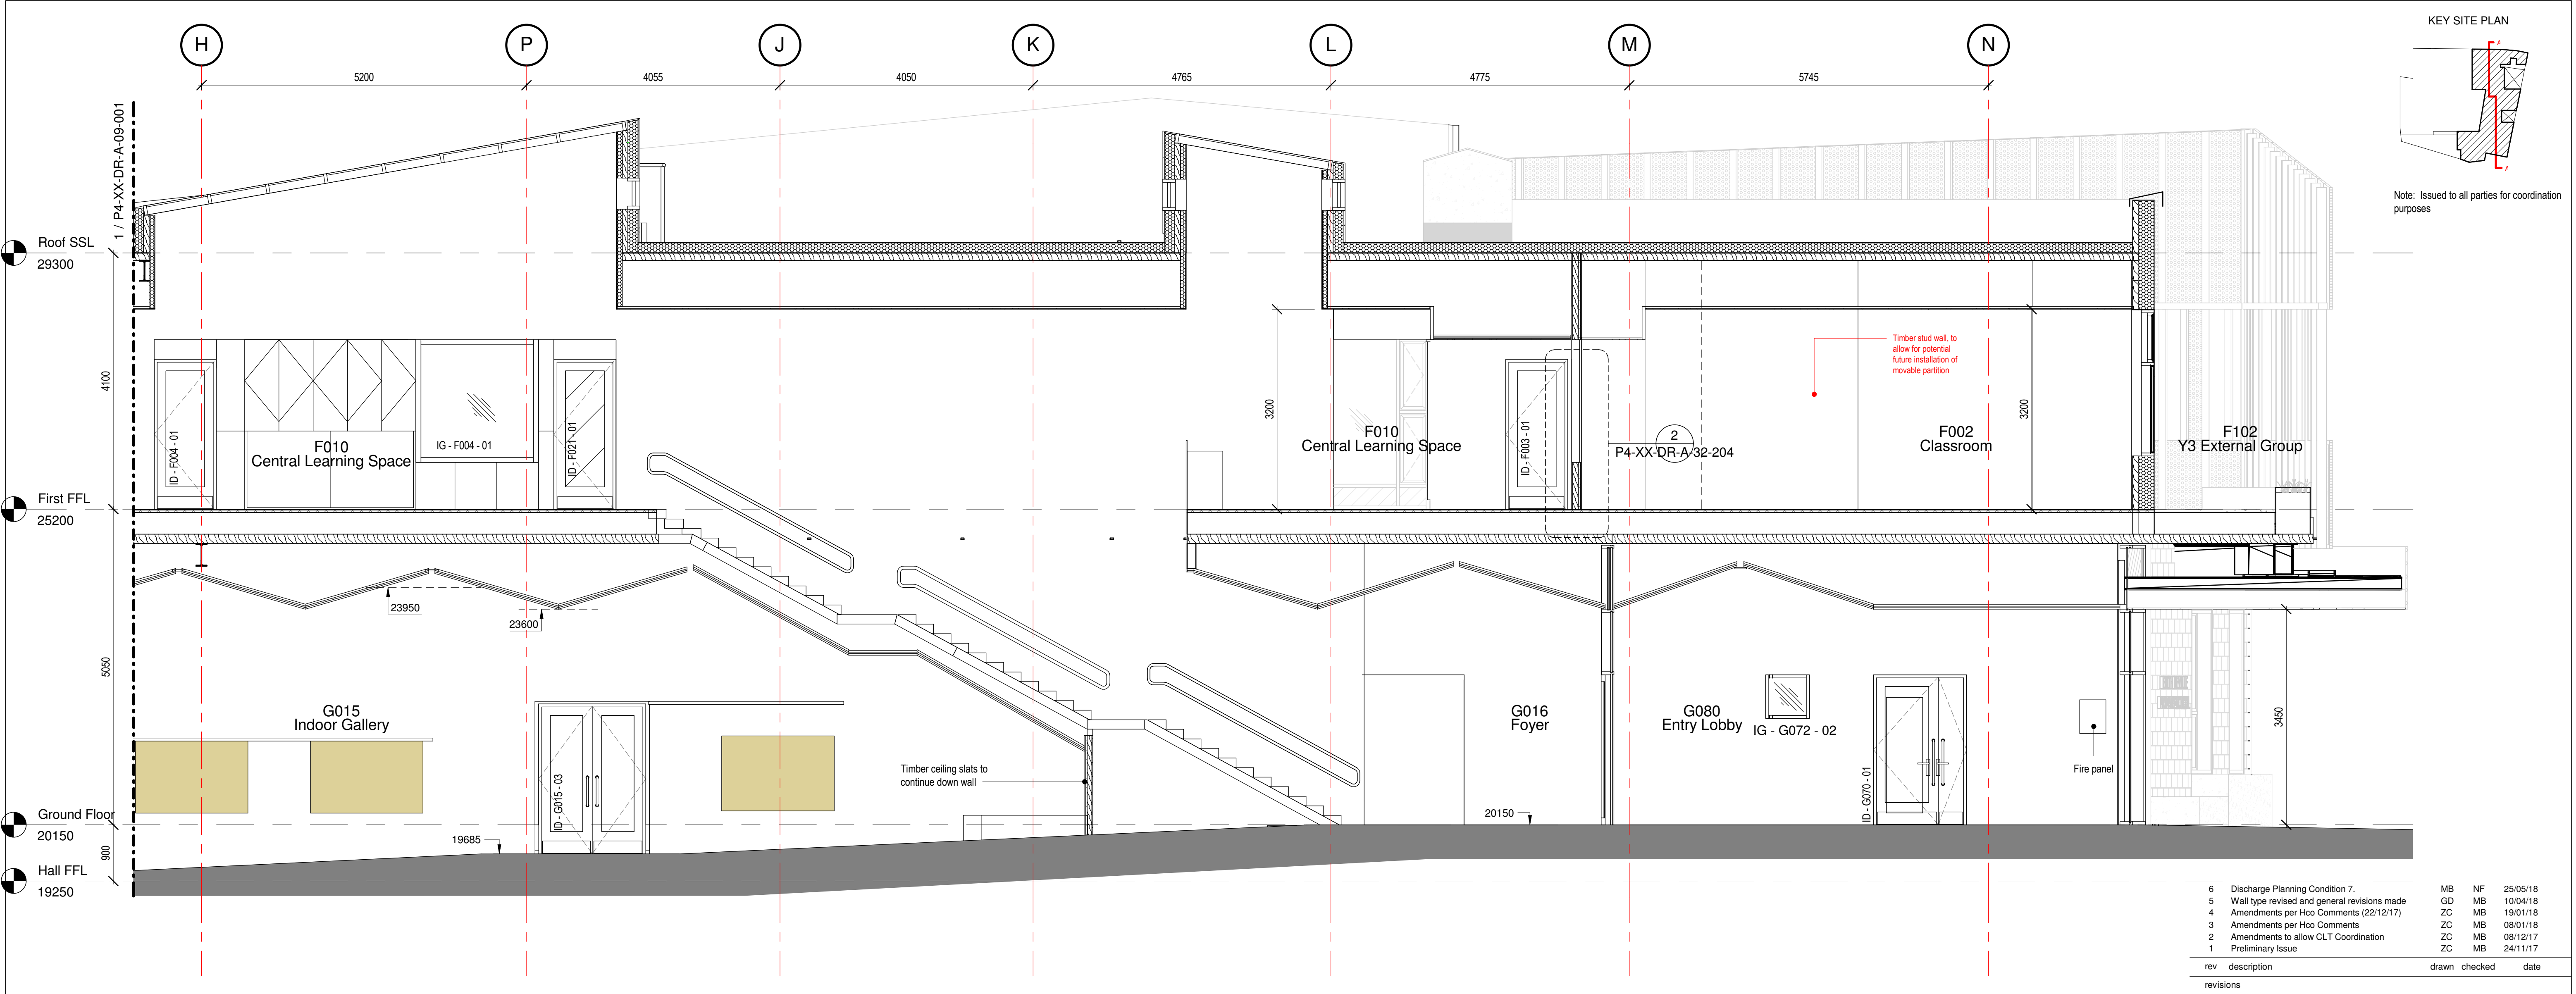 H
P
J
K
L
M
N
5200
4055
4050
4765
4775
5745
KEY SITE PLAN
A
A
Note: Issued to all parties for coordination
purposes
1 / P4-XX-DR-A-09-001
Roof SSL
29300
4100
First FFL
25200
5050
Ground Floor
20150
900
Hall FFL
19250
ID - F004 - 01
F010
Central Learning Space
IG - F004 - 01
ID - F021 - 01
3200
F010
Central Learning Space
ID - F003 - 01
2
P4-XX-DR-A-32-204
Timber stud wall, to
allow for potential
future installation of
movable partition
F002
Classroom
3200
F102
Y3 External Group
23950
23600
G015
Indoor Gallery
ID - G015 - 03
19685
Timber ceiling slats to
continue down wall
G016
Foyer
20150
G080
Entry Lobby
IG - G072 - 02
ID - G070 - 01
Fire panel
3450
6 Discharge Planning Condition 7. MB NF 25/05/18
5 Wall type revised and general revisions made GD MB 10/04/18
4 Amendments per Hco Comments (22/12/17) ZC MB 19/01/18
3 Amendments per Hco Comments ZC MB 08/01/18
2 Amendments to allow CLT Coordination ZC MB 08/12/17
1 Preliminary Issue ZC MB 24/11/17
rev description drawn checked date
revisions